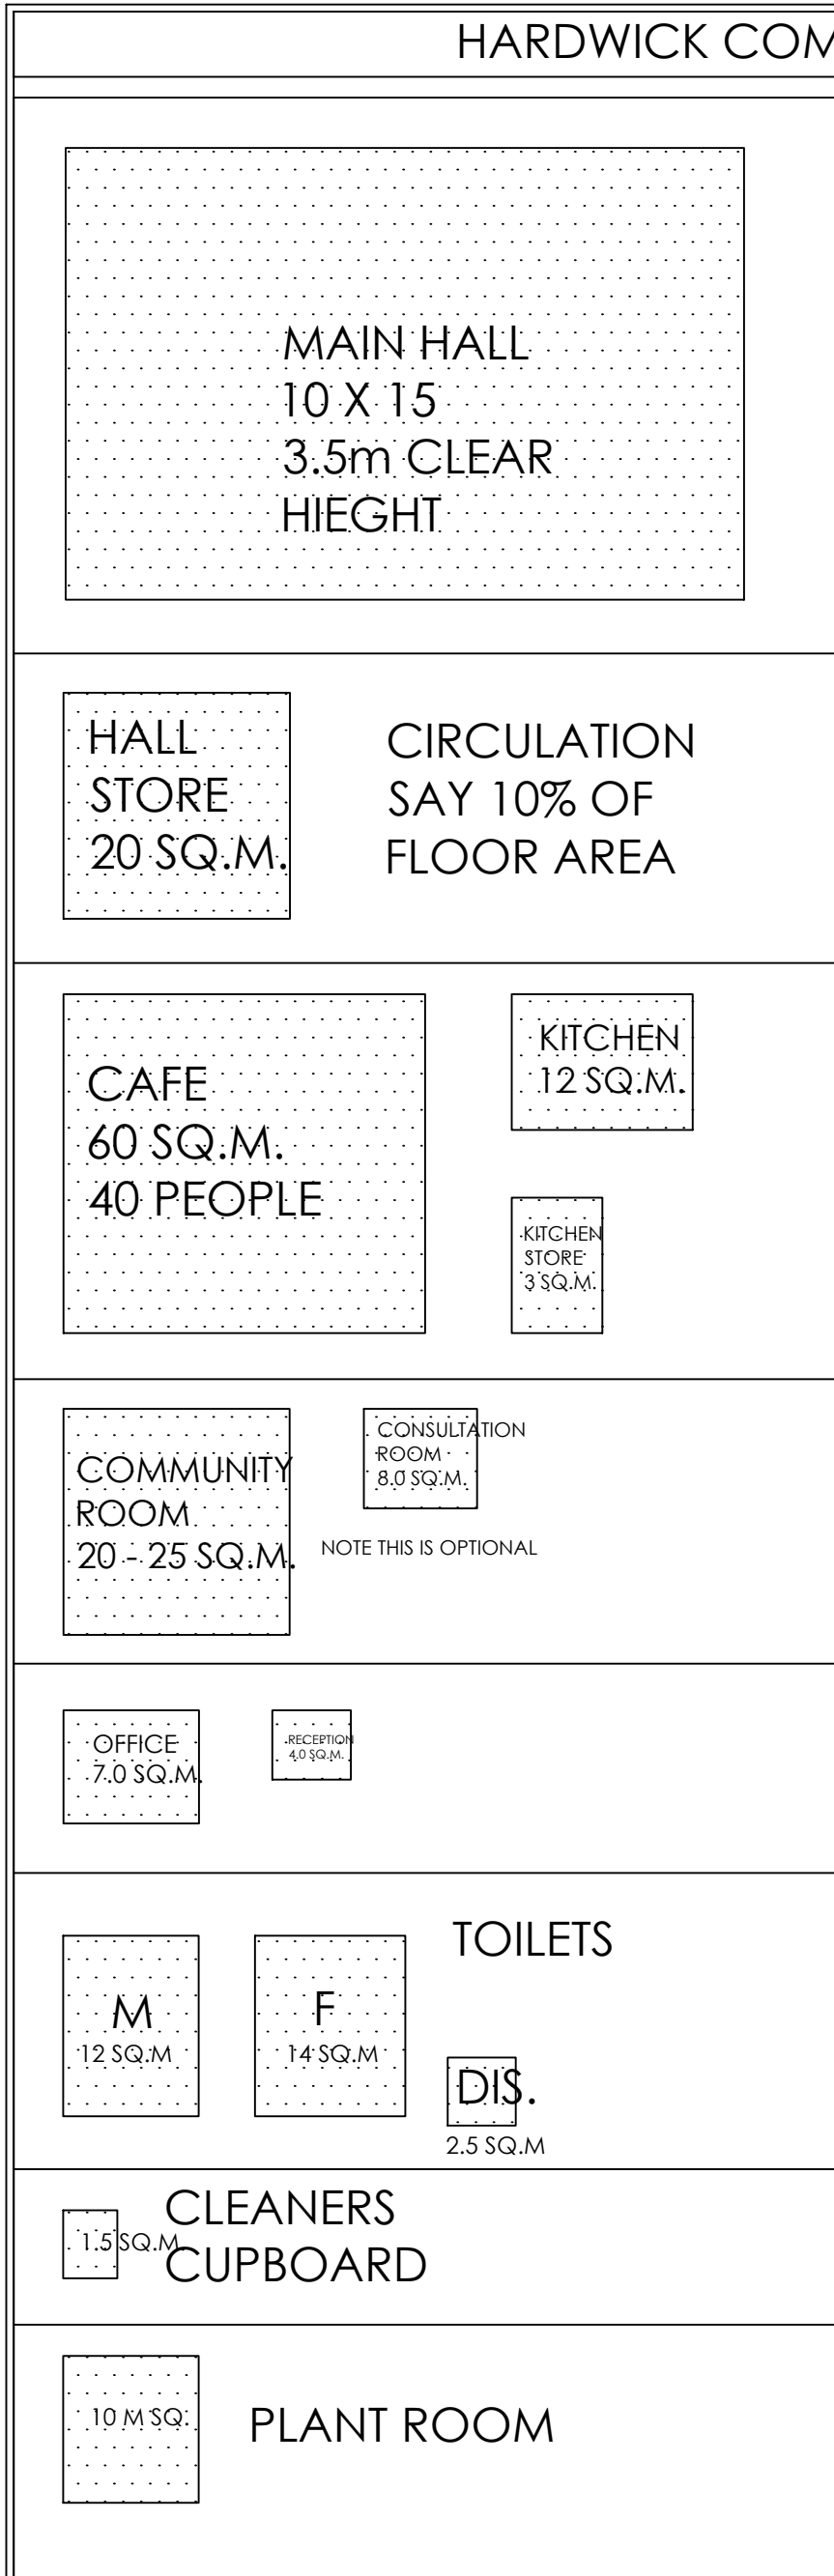 HARDWICK COM
MAIN HALL
10 X 15
3.5m CLEAR
HIEGHT
HALL
STORE
20 SQ.M.
CIRCULATION
SAY 10% OF
FLOOR AREA
CAFE
60 SQ.M.
40 PEOPLE
KITCHEN
12 SQ.M.
KITCHEN
STORE
3 SQ.M.
COMMUNITY
ROOM
20 - 25 SQ.M.
CONSULTATION
ROOM
8.0 SQ.M.
NOTE THIS IS OPTIONAL
OFFICE
7.0 SQ.M.
RECEPTION
4.0 SQ.M.
TOILETS
M
12 SQ.M
F
14 SQ.M
DIS.
2.5 SQ.M
1.5 SQ.M.
CLEANERS
CUPBOARD
10 M SQ.
PLANT ROOM